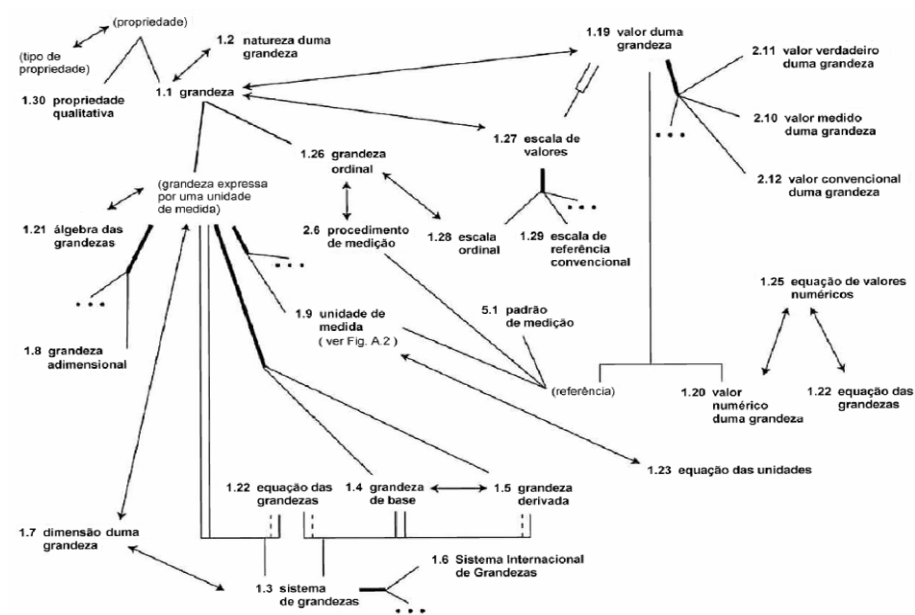 (propriedade)
(tipo de
propriedade)
1.2 natureza duma
grandeza
1.30 propriedade
qualitativa
1.1 grandeza
1.19 valor duma
grandeza
2.11 valor verdadeiro
duma grandeza
2.10 valor medido
duma grandeza
2.12 valor convencional
duma grandeza
1.27 escala de
valores
1.26 grandeza
ordinal
(grandeza expressa
por uma unidade
de medida)
1.21 álgebra das
grandezas
2.6 procedimento
de medição
1.28 escala
ordinal
1.29 escala de
referência
convencional
1.25 equação de valores
numéricos
1.9 unidade de
medida
( ver Fig. A.2 )
5.1 padrão
de medição
1.8 grandeza
adimensional
(referência)
1.20 valor
numérico
duma grandeza
1.22 equação das
grandezas
1.23 equação das unidades
1.22 equação das
grandezas
1.4 grandeza
de base
1.5 grandeza
derivada
1.7 dimensão duma
grandeza
1.3 sistema
de grandezas
1.6 Sistema Internacional
de Grandezas